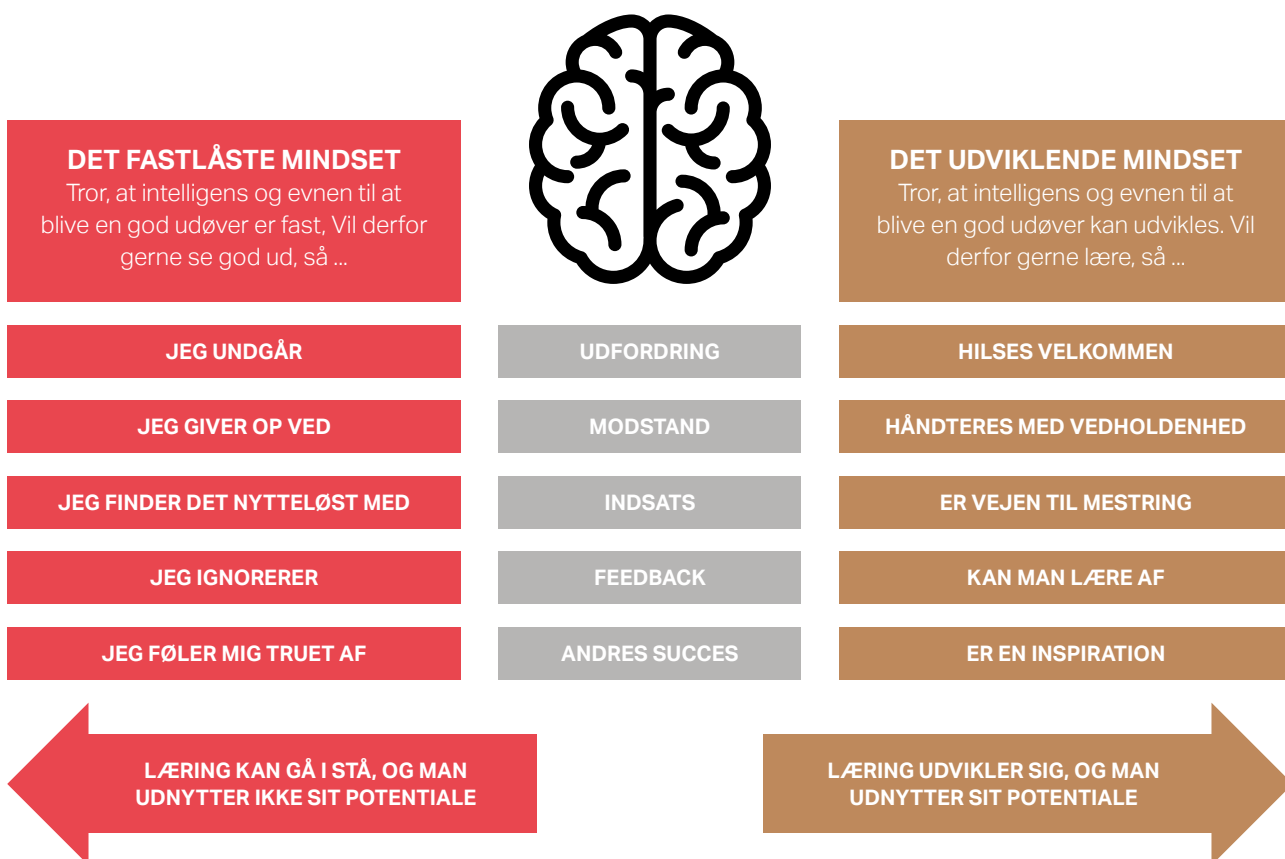 DET FASTLÅSTE MINDSET
Tror, at intelligens og evnen til at
blive en god udøver er fast, Vil derfor
gerne se god ud, så ...
DET UDVIKLENDE MINDSET
Tror, at intelligens og evnen til at
blive en god udøver kan udvikles. Vil
derfor gerne lære, så ...
JEG UNDGÅR
UDFORDRING
HILSES VELKOMMEN
JEG GIVER OP VED
MODSTAND
HÅNDTERES MED VEDHOLDENHED
JEG FINDER DET NYTTELØST MED
INDSATS
ER VEJEN TIL MESTRING
JEG IGNORERER
FEEDBACK
KAN MAN LÆRE AF
JEG FØLER MIG TRUET AF
ANDRES SUCCES
ER EN INSPIRATION
LÆRING KAN GÅ I STÅ, OG MAN
UDNYTTER IKKE SIT POTENTIALE
LÆRING UDVIKLER SIG, OG MAN
UDNYTTER SIT POTENTIALE